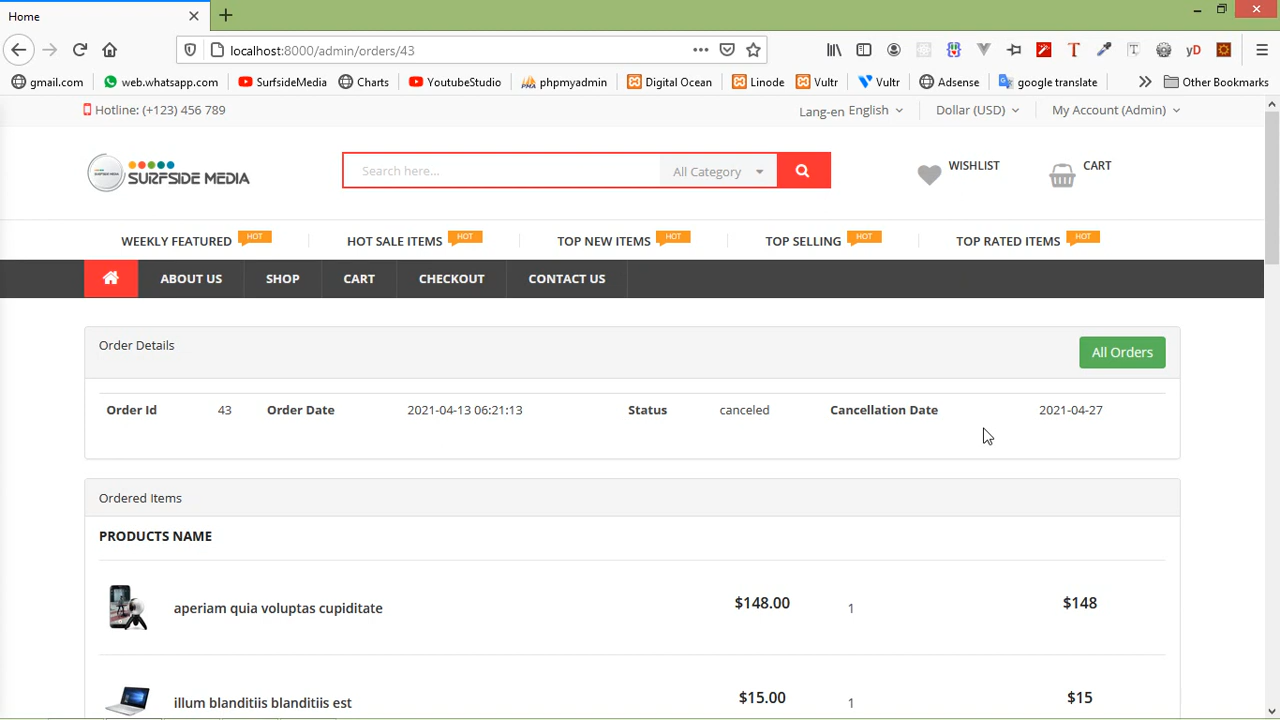 Home
localhost:8000/admin/orders/43
gmail.com web.whatsapp.com SurfsideMedia Charts YoutubeStudio phpmyadmin Digital Ocean Linode Vultr Vultr Adsense google translate Other Bookmarks
Hotline: (+123) 456 789 Lang-en English Dollar (USD) My Account (Admin)
SURFSIDE MEDIA Search here... All Category WISHLIST CART
WEEKLY FEATURED HOT HOT SALE ITEMS HOT TOP NEW ITEMS HOT TOP SELLING HOT TOP RATED ITEMS HOT
ABOUT US SHOP CART CHECKOUT CONTACT US
Order Details All Orders
Order Id 43 Order Date 2021-04-13 06:21:13 Status canceled Cancellation Date 2021-04-27
Ordered Items
PRODUCTS NAME
aperiam quia voluptas cupiditate $148.00 1 $148
illum blanditiis blanditiis est $15.00 1 $15